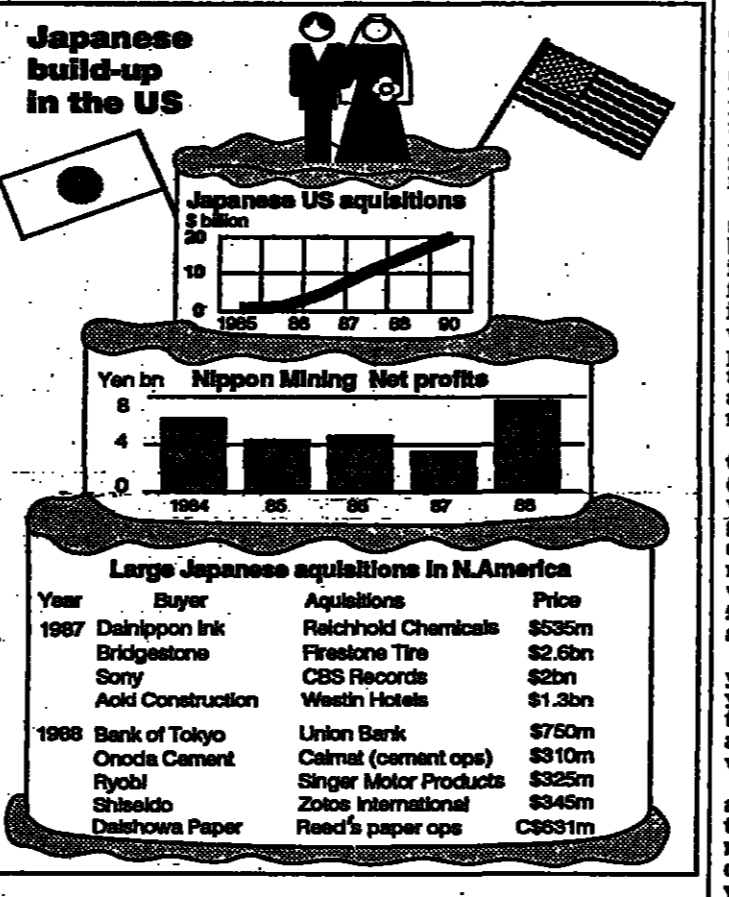 Japanese
build-up
in the US
Japanese US aquisitions
$ billion
20
10
0
1985 86 87 88 90
Yen bn Nippon Mining Net profits
8
4
0
1984 85 86 87 88
Large Japanese aquisitions in N.America
Year Buyer Aquisitions Price
1987 Dainippon Ink Reichhold Chemicals $535m
Bridgestone Firestone Tire $2.6bn
Sony CBS Records $2bn
Aoki Construction Westin Hotels $1.3bn
1988 Bank of Tokyo Union Bank $750m
Onoda Cement Calmat (cement ops) $310m
Ryobi Singer Motor Products $325m
Shiseido Zotos International $345m
Daishowa Paper Reed's paper ops C$631m